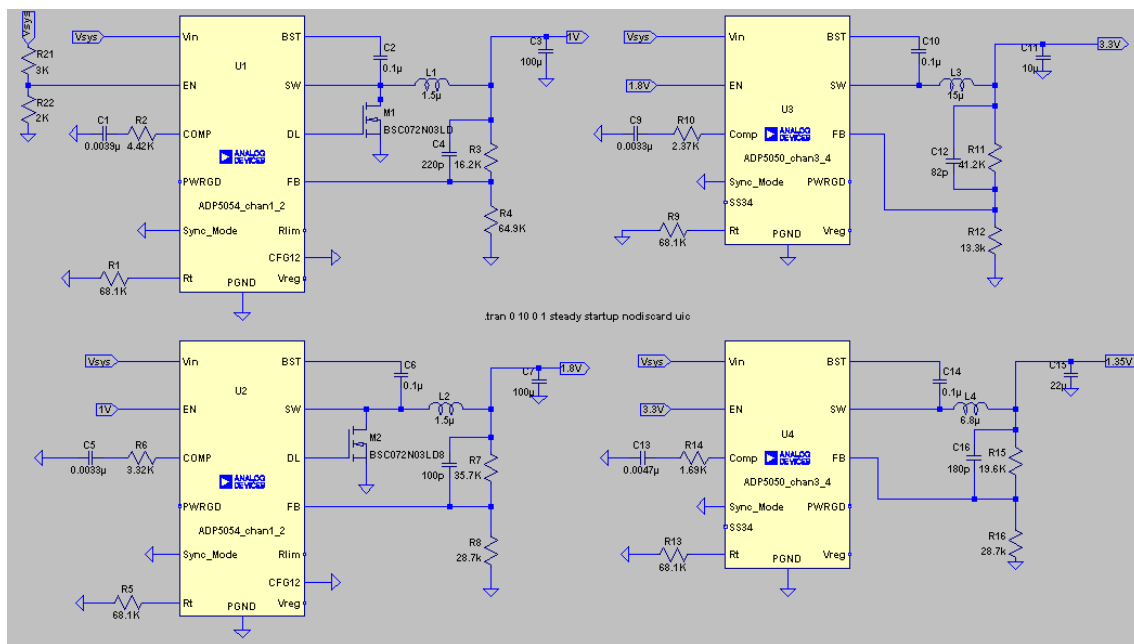 Vsys
R21
3K
R22
2K
Vsys
Vin
BST
U1
EN
SW
COMP
DL
ANALOG
DEVICES
PWRGD
FB
ADP5054_chan1_2
Sync_Mode
Rlim
CFG12
Rt
Vreg
PGND
C1
0.0039µ
R2
4.42K
R1
68.1K
C2
0.1µ
L1
1.5µ
M1
BSC072N03LD
C3
100µ
1V
C4
220p
R3
16.2K
R4
64.9K
Vsys
1.8V
Vin
BST
EN
SW
U3
Comp
FB
ANALOG
DEVICES
ADP5050_chan3_4
Sync_Mode
PWRGD
SS34
Rt
Vreg
PGND
C9
0.0033µ
R10
2.37K
R9
68.1K
C10
0.1µ
L3
15µ
C11
10µ
3.3V
C12
82p
R11
41.2K
R12
13.3k
.tran 0 10 0 1 steady startup nodiscard uic
Vsys
1V
Vin
BST
U2
EN
SW
COMP
DL
ANALOG
DEVICES
PWRGD
FB
ADP5054_chan1_2
Sync_Mode
Rlim
CFG12
Rt
Vreg
PGND
C5
0.0033µ
R6
3.32K
R5
68.1K
C6
0.1µ
L2
1.5µ
M2
BSC072N03LD8
C7
100µ
1.8V
100p
R7
35.7K
R8
28.7k
Vsys
3.3V
Vin
BST
EN
SW
U4
Comp
FB
ANALOG
DEVICES
ADP5050_chan3_4
Sync_Mode
PWRGD
SS34
Rt
Vreg
PGND
C13
0.0047µ
R14
1.69K
R13
68.1K
C14
0.1µ
L4
6.8µ
C15
22µ
1.35V
C16
180p
R15
19.6K
R16
28.7k